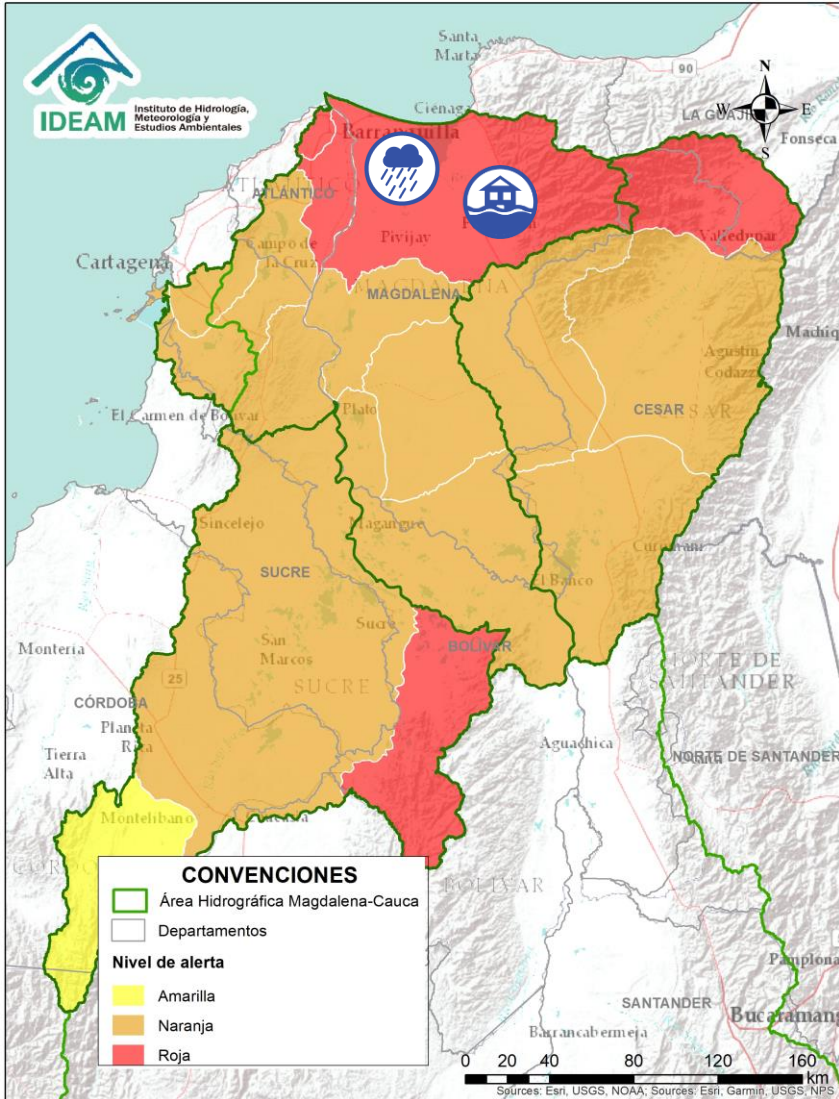 IDEAM
Instituto de Hidrología,
Meteorología y
Estudios Ambientales
Santa
Marta
90
N
W
E
S
LA GUAJIRA
Fonseca
Ciénaga
Barranquilla
ATLÁNTICO
Pivijay
Valledupar
Campo de
la Cruz
Cartagena
MAGDALENA
Machiq
Agustín
Codazzi
CESAR
El Carmen de Bolívar
Plato
Sincelejo
Magangue
SUCRE
El Banco
Sucre
BOLÍVAR
San
Marcos
SUCRE
Montería
25
CÓRDOBA
Planeta
Rica
Tierra
Alta
NORTE DE
SANTANDER
Aguachica
NORTE DE SANTANDER
Montelíbano
BOLÍVAR
CONVENCIONES
Área Hidrográfica Magdalena-Cauca
Departamentos
Nivel de alerta
Amarilla
Naranja
Roja
Pamplona
SANTANDER
Bucaramang
Barrancabermeja
0 20 40 80 120 160
km
Sources: Esri, USGS, NOAA; Sources: Esri, Garmin, USGS, NPS